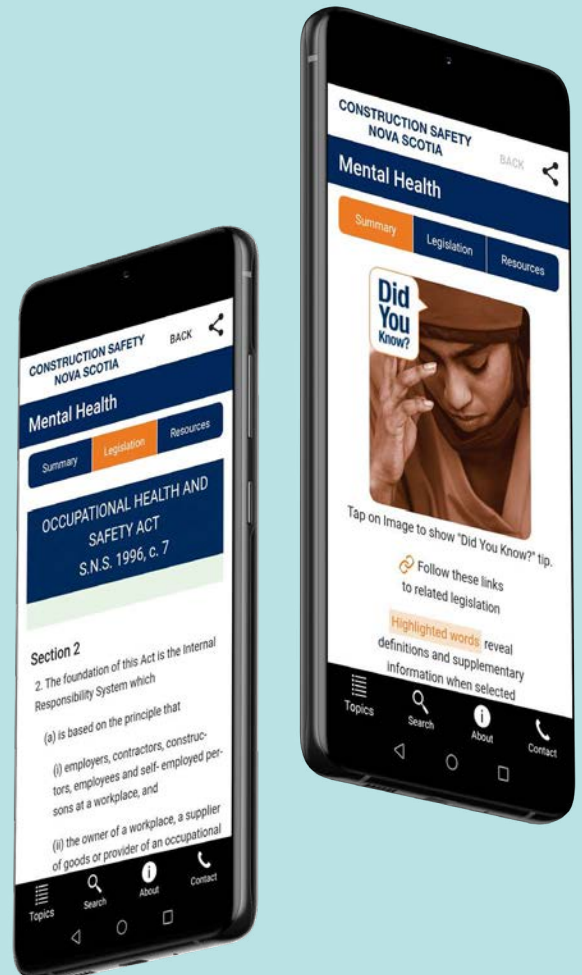 CONSTRUCTION SAFETY
NOVA SCOTIA
BACK
Mental Health
Summary
Legislation
Resources
OCCUPATIONAL HEALTH AND
SAFETY ACT
S.N.S. 1996, c. 7
Section 2
2. The foundation of this Act is the Internal
Responsibility System which
(a) is based on the principle that
(i) employers, contractors, construc-
tors, employees and self- employed per-
sons at a workplace, and
(ii) the owner of a workplace, a supplier
of goods or provider of an occupational
Topics
Search
About
Contact
CONSTRUCTION SAFETY
NOVA SCOTIA
BACK
Mental Health
Summary
Legislation
Resources
Did
You
Know?
Tap on Image to show "Did You Know?" tip.
Follow these links
to related legislation
Highlighted words reveal
definitions and supplementary
information when selected
Topics
Search
About
Contact